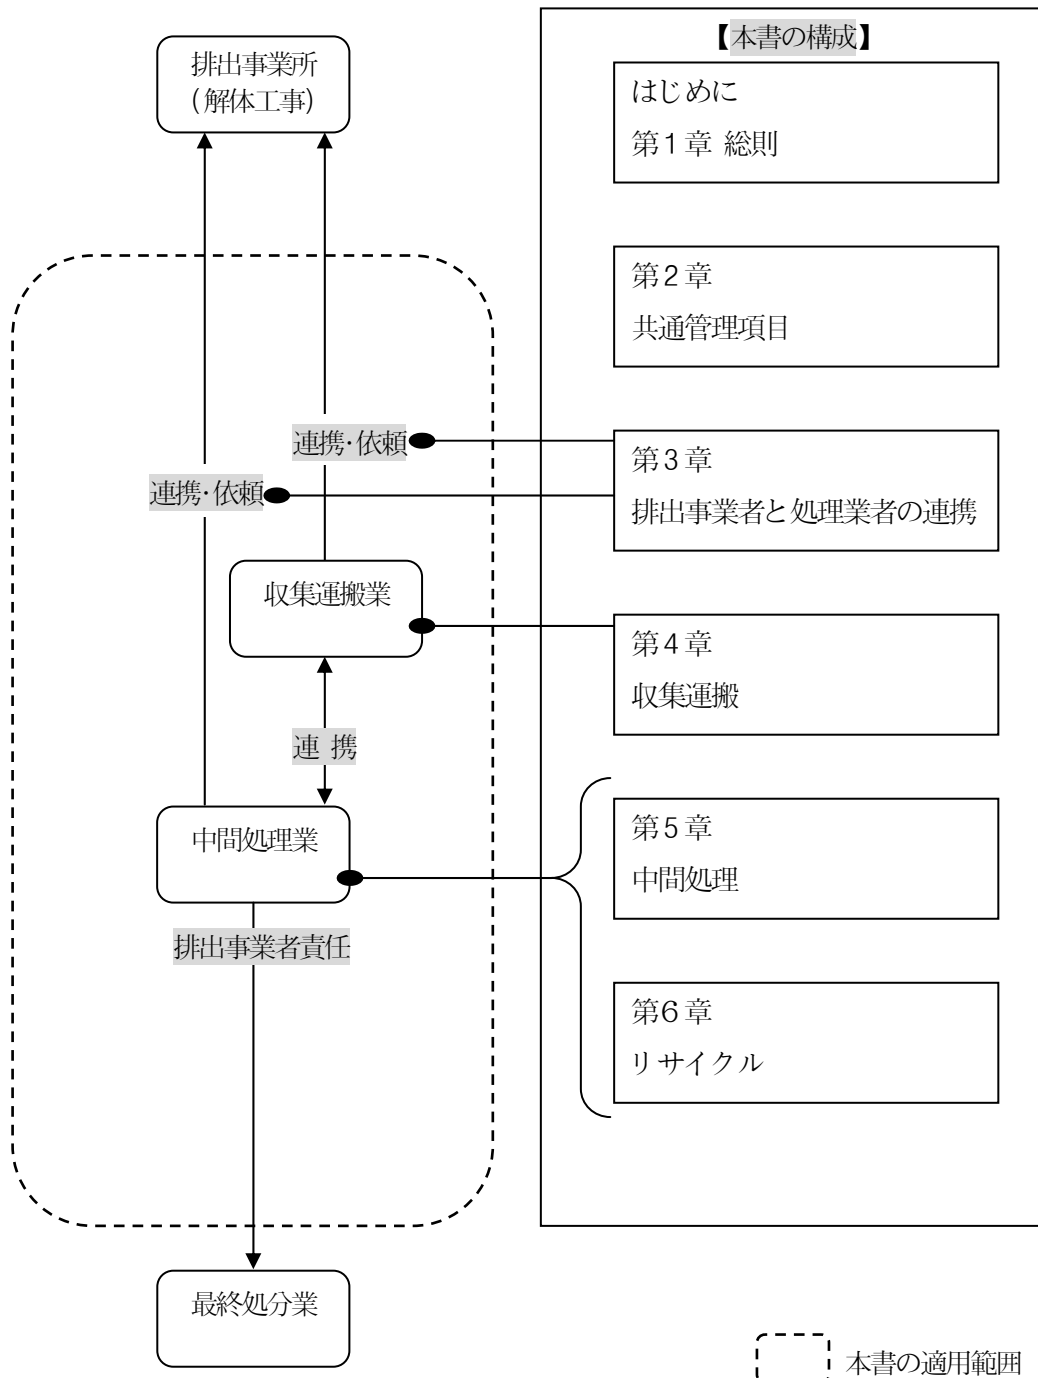 排出事業所
(解体工事)
連携・依頼
連携・依頼
収集運搬業
連 携
中間処理業
排出事業者責任
最終処分業
【本書の構成】
はじめに
第1章 総則
第2章
共通管理項目
第3章
排出事業者と処理業者の連携
第4章
収集運搬
第5章
中間処理
第6章
リサイクル
本書の適用範囲